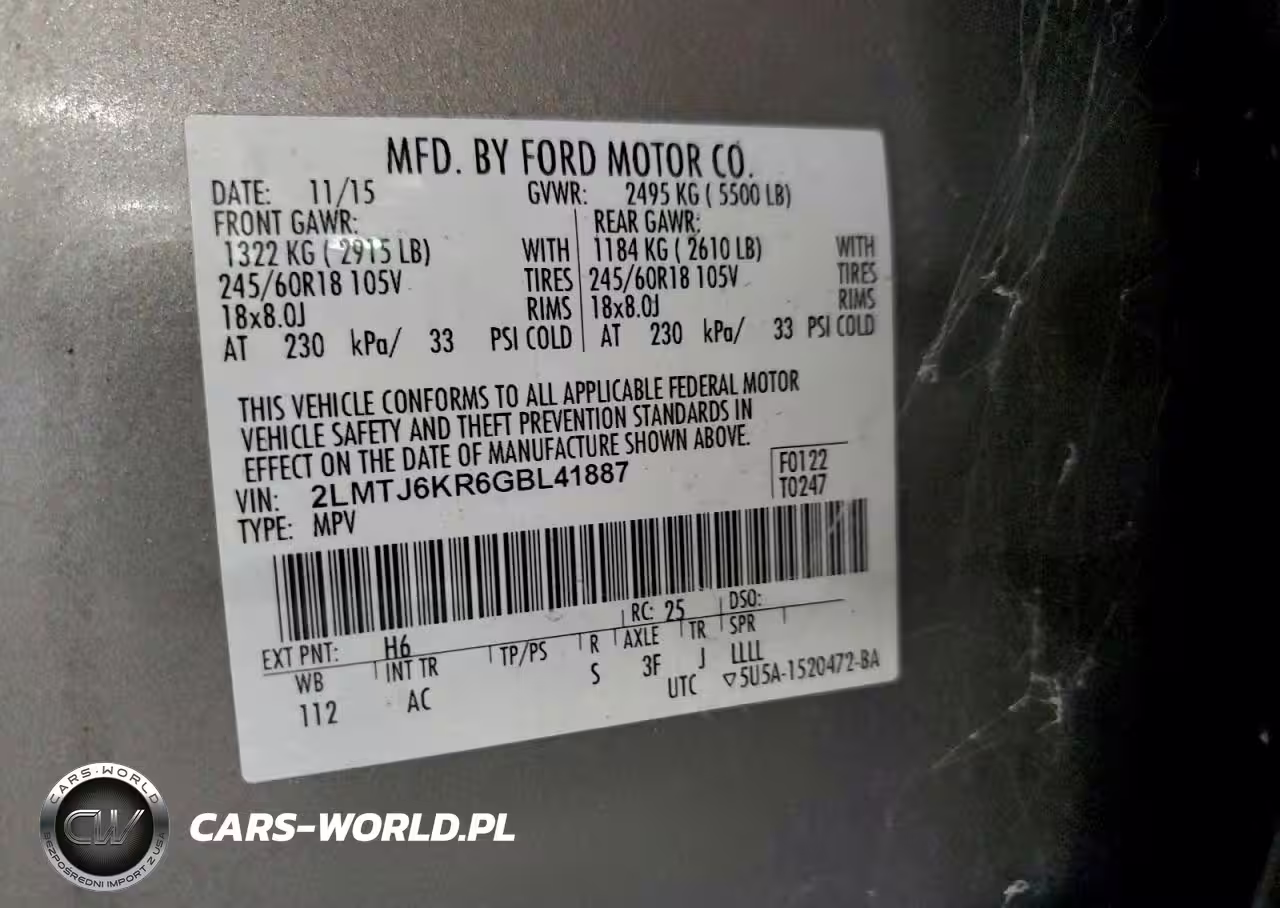 MFD. BY FORD MOTOR CO.
DATE: 11/15 GVWR: 2495 KG ( 5500 LB)
FRONT GAWR: REAR GAWR:
1322 KG ( 2915 LB) WITH 1184 KG ( 2610 LB) WITH
245/60R18 105V TIRES 245/60R18 105V TIRES
18x8.0J RIMS 18x8.0J RIMS
AT 230 kPa/ 33 PSI COLD AT 230 kPa/ 33 PSI COLD
THIS VEHICLE CONFORMS TO ALL APPLICABLE FEDERAL MOTOR
VEHICLE SAFETY AND THEFT PREVENTION STANDARDS IN
EFFECT ON THE DATE OF MANUFACTURE SHOWN ABOVE.
VIN: 2LMTJ6KR6GBL41887 F0122
TYPE: MPV T0247
EXT PNT: H6 RC: 25 DSO:
WB INT TR TP/PS R AXLE TR SPR
112 AC S 3F J LLLL
UTC ▽5U5A-1520472-BA
CARS-WORLD
CW
BEZPOŚREDNI IMPORT Z USA
CARS-WORLD.PL